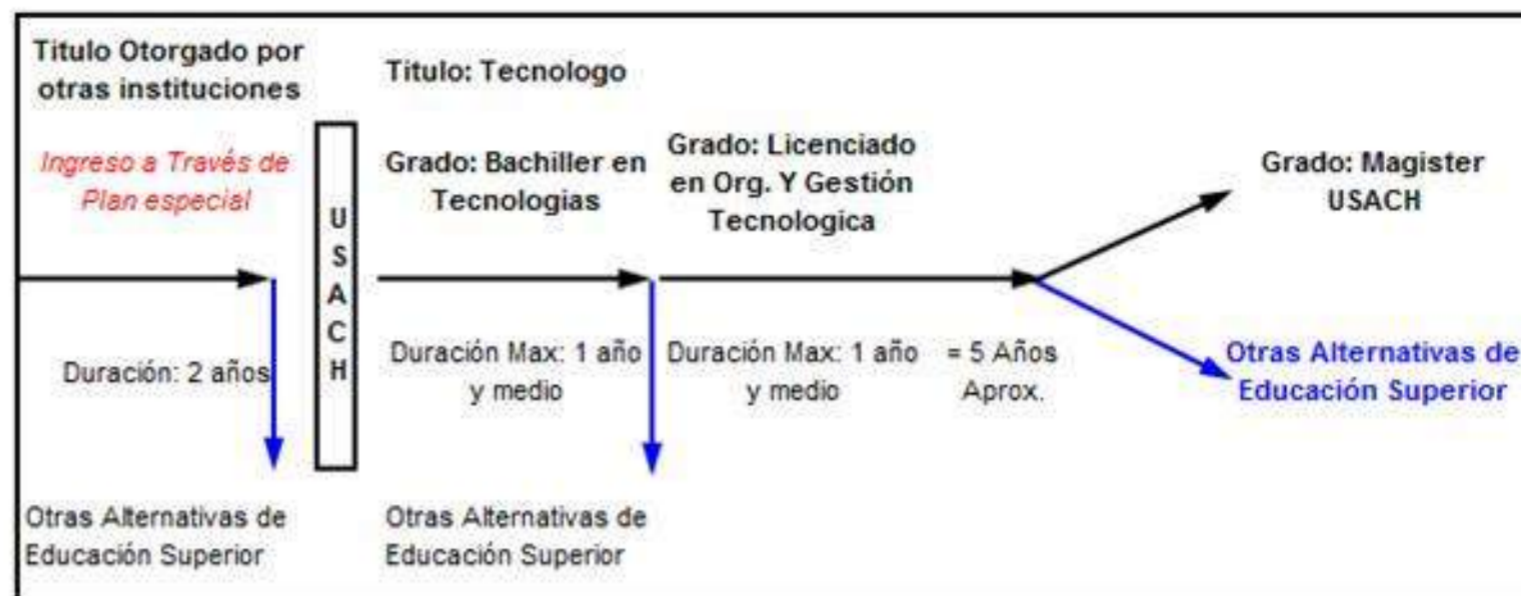 Titulo Otorgado por
otras instituciones
Ingreso a Través de
Plan especial
Duración: 2 años
Otras Alternativas de
Educación Superior
USACH
Titulo: Tecnologo
Grado: Bachiller en
Tecnologias
Duración Max: 1 año
y medio
Otras Alternativas de
Educación Superior
Grado: Licenciado
en Org. Y Gestión
Tecnologica
Duración Max: 1 año
y medio
= 5 Años
Aprox.
Grado: Magister
USACH
Otras Alternativas de
Educación Superior